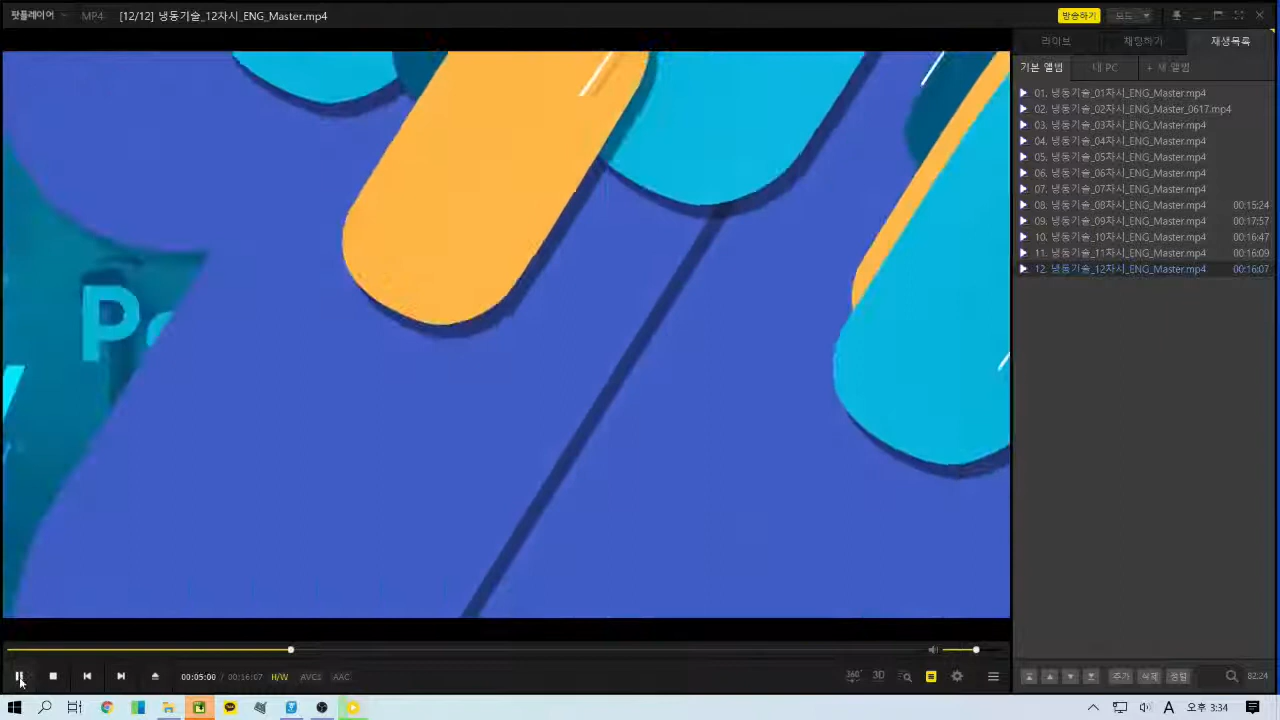 팟플레이어 MP4 [12/12] 냉동기술_12차시_ENG_Master.mp4 방송하기 모드
라이브 채팅하기 재생목록
기본 앨범 내 PC + 새 앨범
01. 냉동기술_01차시_ENG_Master.mp4
02. 냉동기술_02차시_ENG_Master_0617.mp4
03. 냉동기술_03차시_ENG_Master.mp4
04. 냉동기술_04차시_ENG_Master.mp4
05. 냉동기술_05차시_ENG_Master.mp4
06. 냉동기술_06차시_ENG_Master.mp4
07. 냉동기술_07차시_ENG_Master.mp4
08. 냉동기술_08차시_ENG_Master.mp4 00:15:24
09. 냉동기술_09차시_ENG_Master.mp4 00:17:57
10. 냉동기술_10차시_ENG_Master.mp4 00:16:47
11. 냉동기술_11차시_ENG_Master.mp4 00:16:09
12. 냉동기술_12차시_ENG_Master.mp4 00:16:07
00:05:00 / 00:16:07 H/W AVC1 AAC 360° 3D 추가 삭제 정렬 82:24
A 오후 3:34